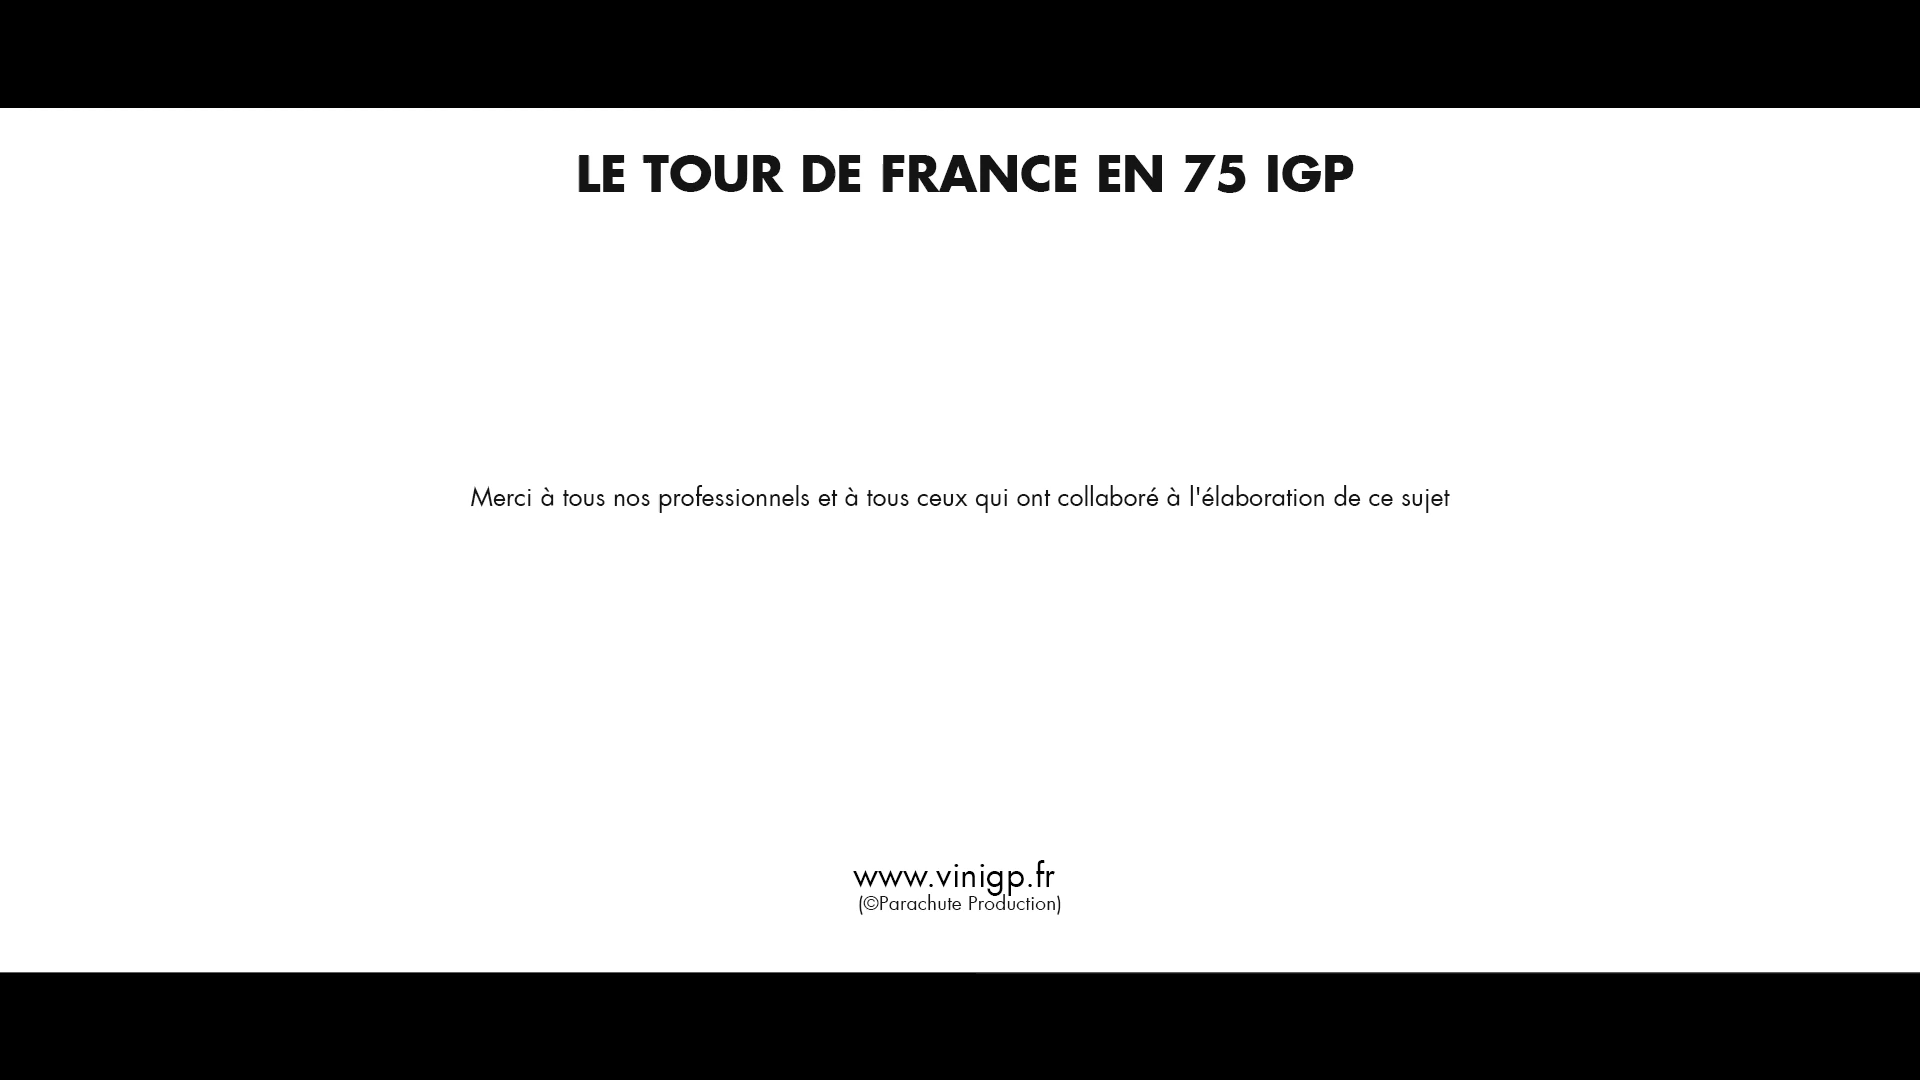 LE TOUR DE FRANCE EN 75 IGP
Merci à tous nos professionnels et à tous ceux qui ont collaboré à l'élaboration de ce sujet
www.vinigp.fr
(©Parachute Production)